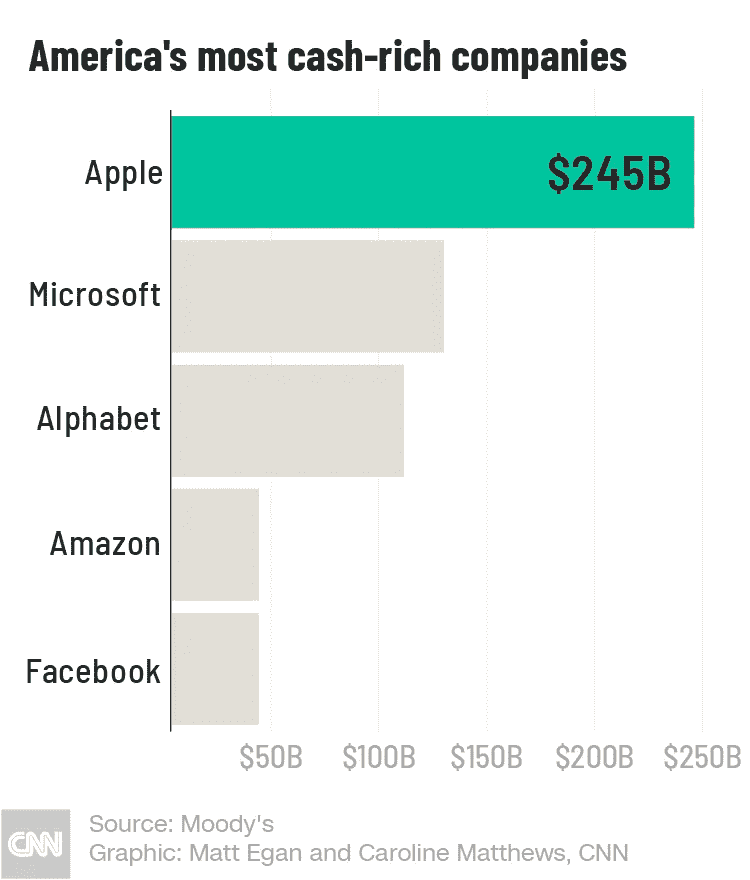 America's most cash-rich companies
Apple
$245B
Microsoft
Alphabet
Amazon
Facebook
$50B $100B $150B $200B $250B
CNN
Source: Moody's
Graphic: Matt Egan and Caroline Matthews, CNN